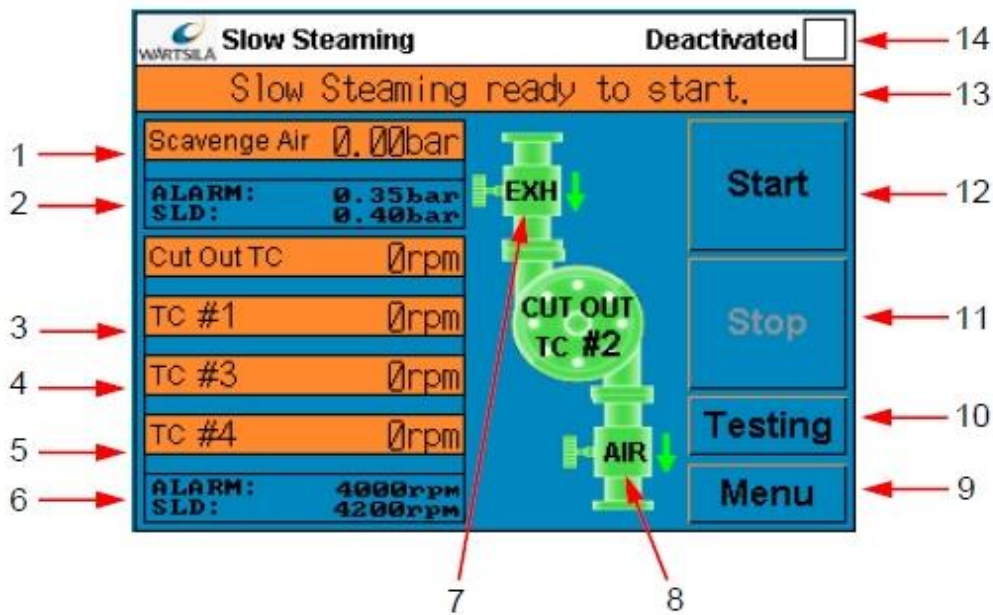 WÄRTSILÄ Slow Steaming Deactivated
Slow Steaming ready to start.
Scavenge Air 0.00bar
ALARM: 0.35bar
SLD: 0.40bar
Cut Out TC 0rpm
TC #1 0rpm
TC #3 0rpm
TC #4 0rpm
ALARM: 4000rpm
SLD: 4200rpm
EXH
CUT OUT
TC #2
AIR
Start
Stop
Testing
Menu
1
2
3
4
5
6
7
8
9
10
11
12
13
14